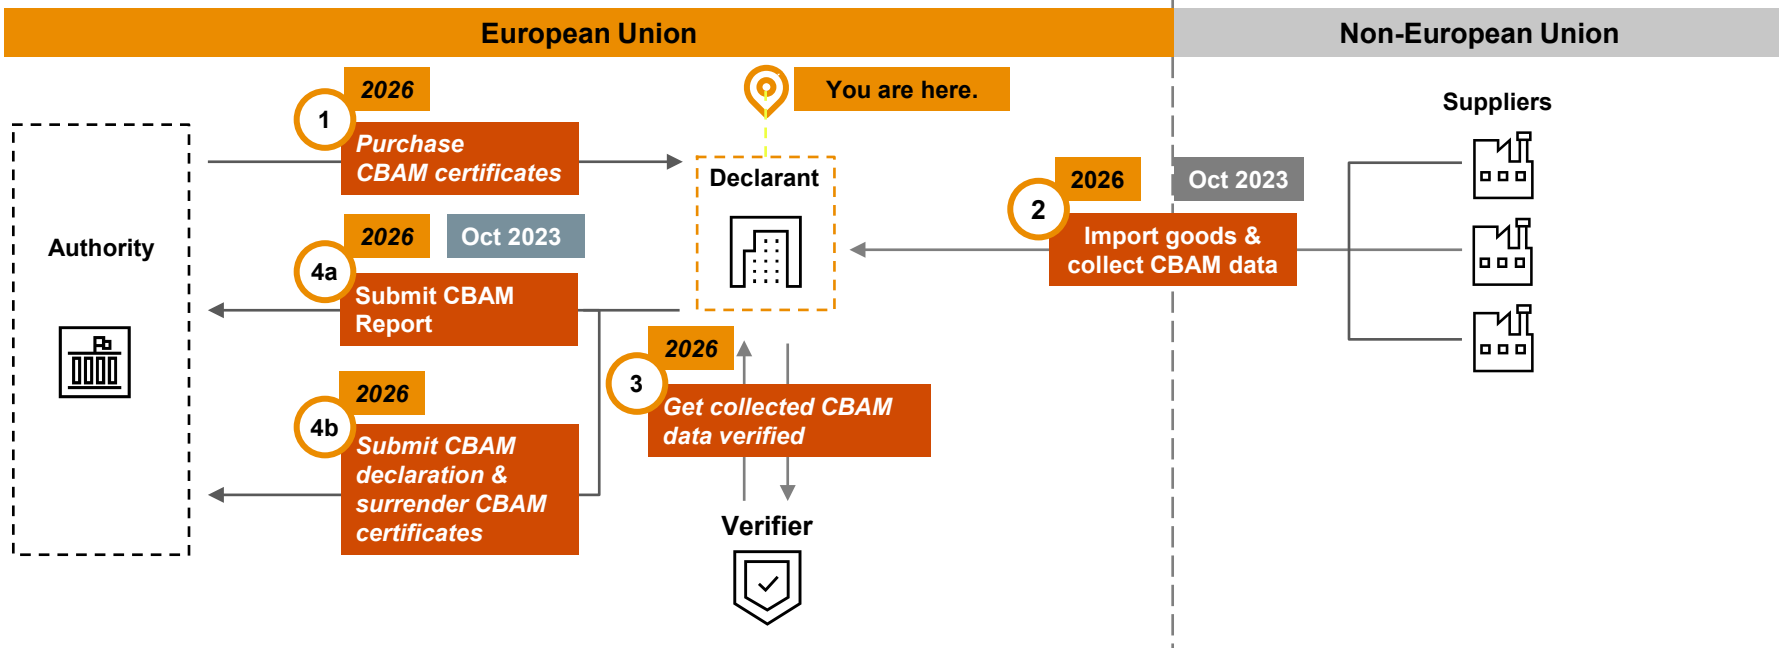 European Union
Non-European Union
2026
You are here.
Suppliers
1
Purchase
CBAM certificates
Declarant
2026
Oct 2023
2
Import goods &
collect CBAM data
Authority
2026
Oct 2023
4a
Submit CBAM
Report
2026
3
Get collected CBAM
data verified
2026
4b
Submit CBAM
declaration &
surrender CBAM
certificates
Verifier